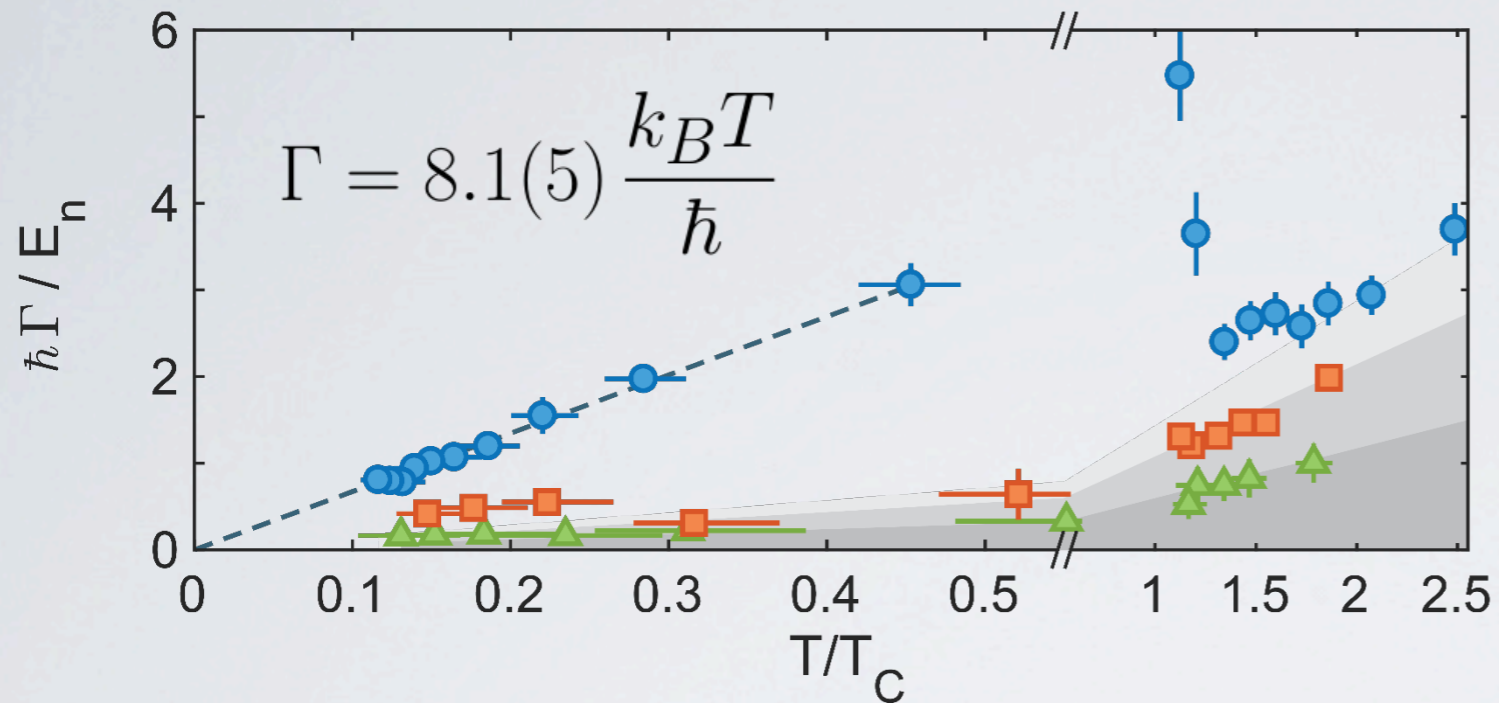 6
4
2
0
ħ Γ / E_n
Γ = 8.1(5) k_B T / ħ
0 0.1 0.2 0.3 0.4 0.5 1 1.5 2 2.5
T/T_C